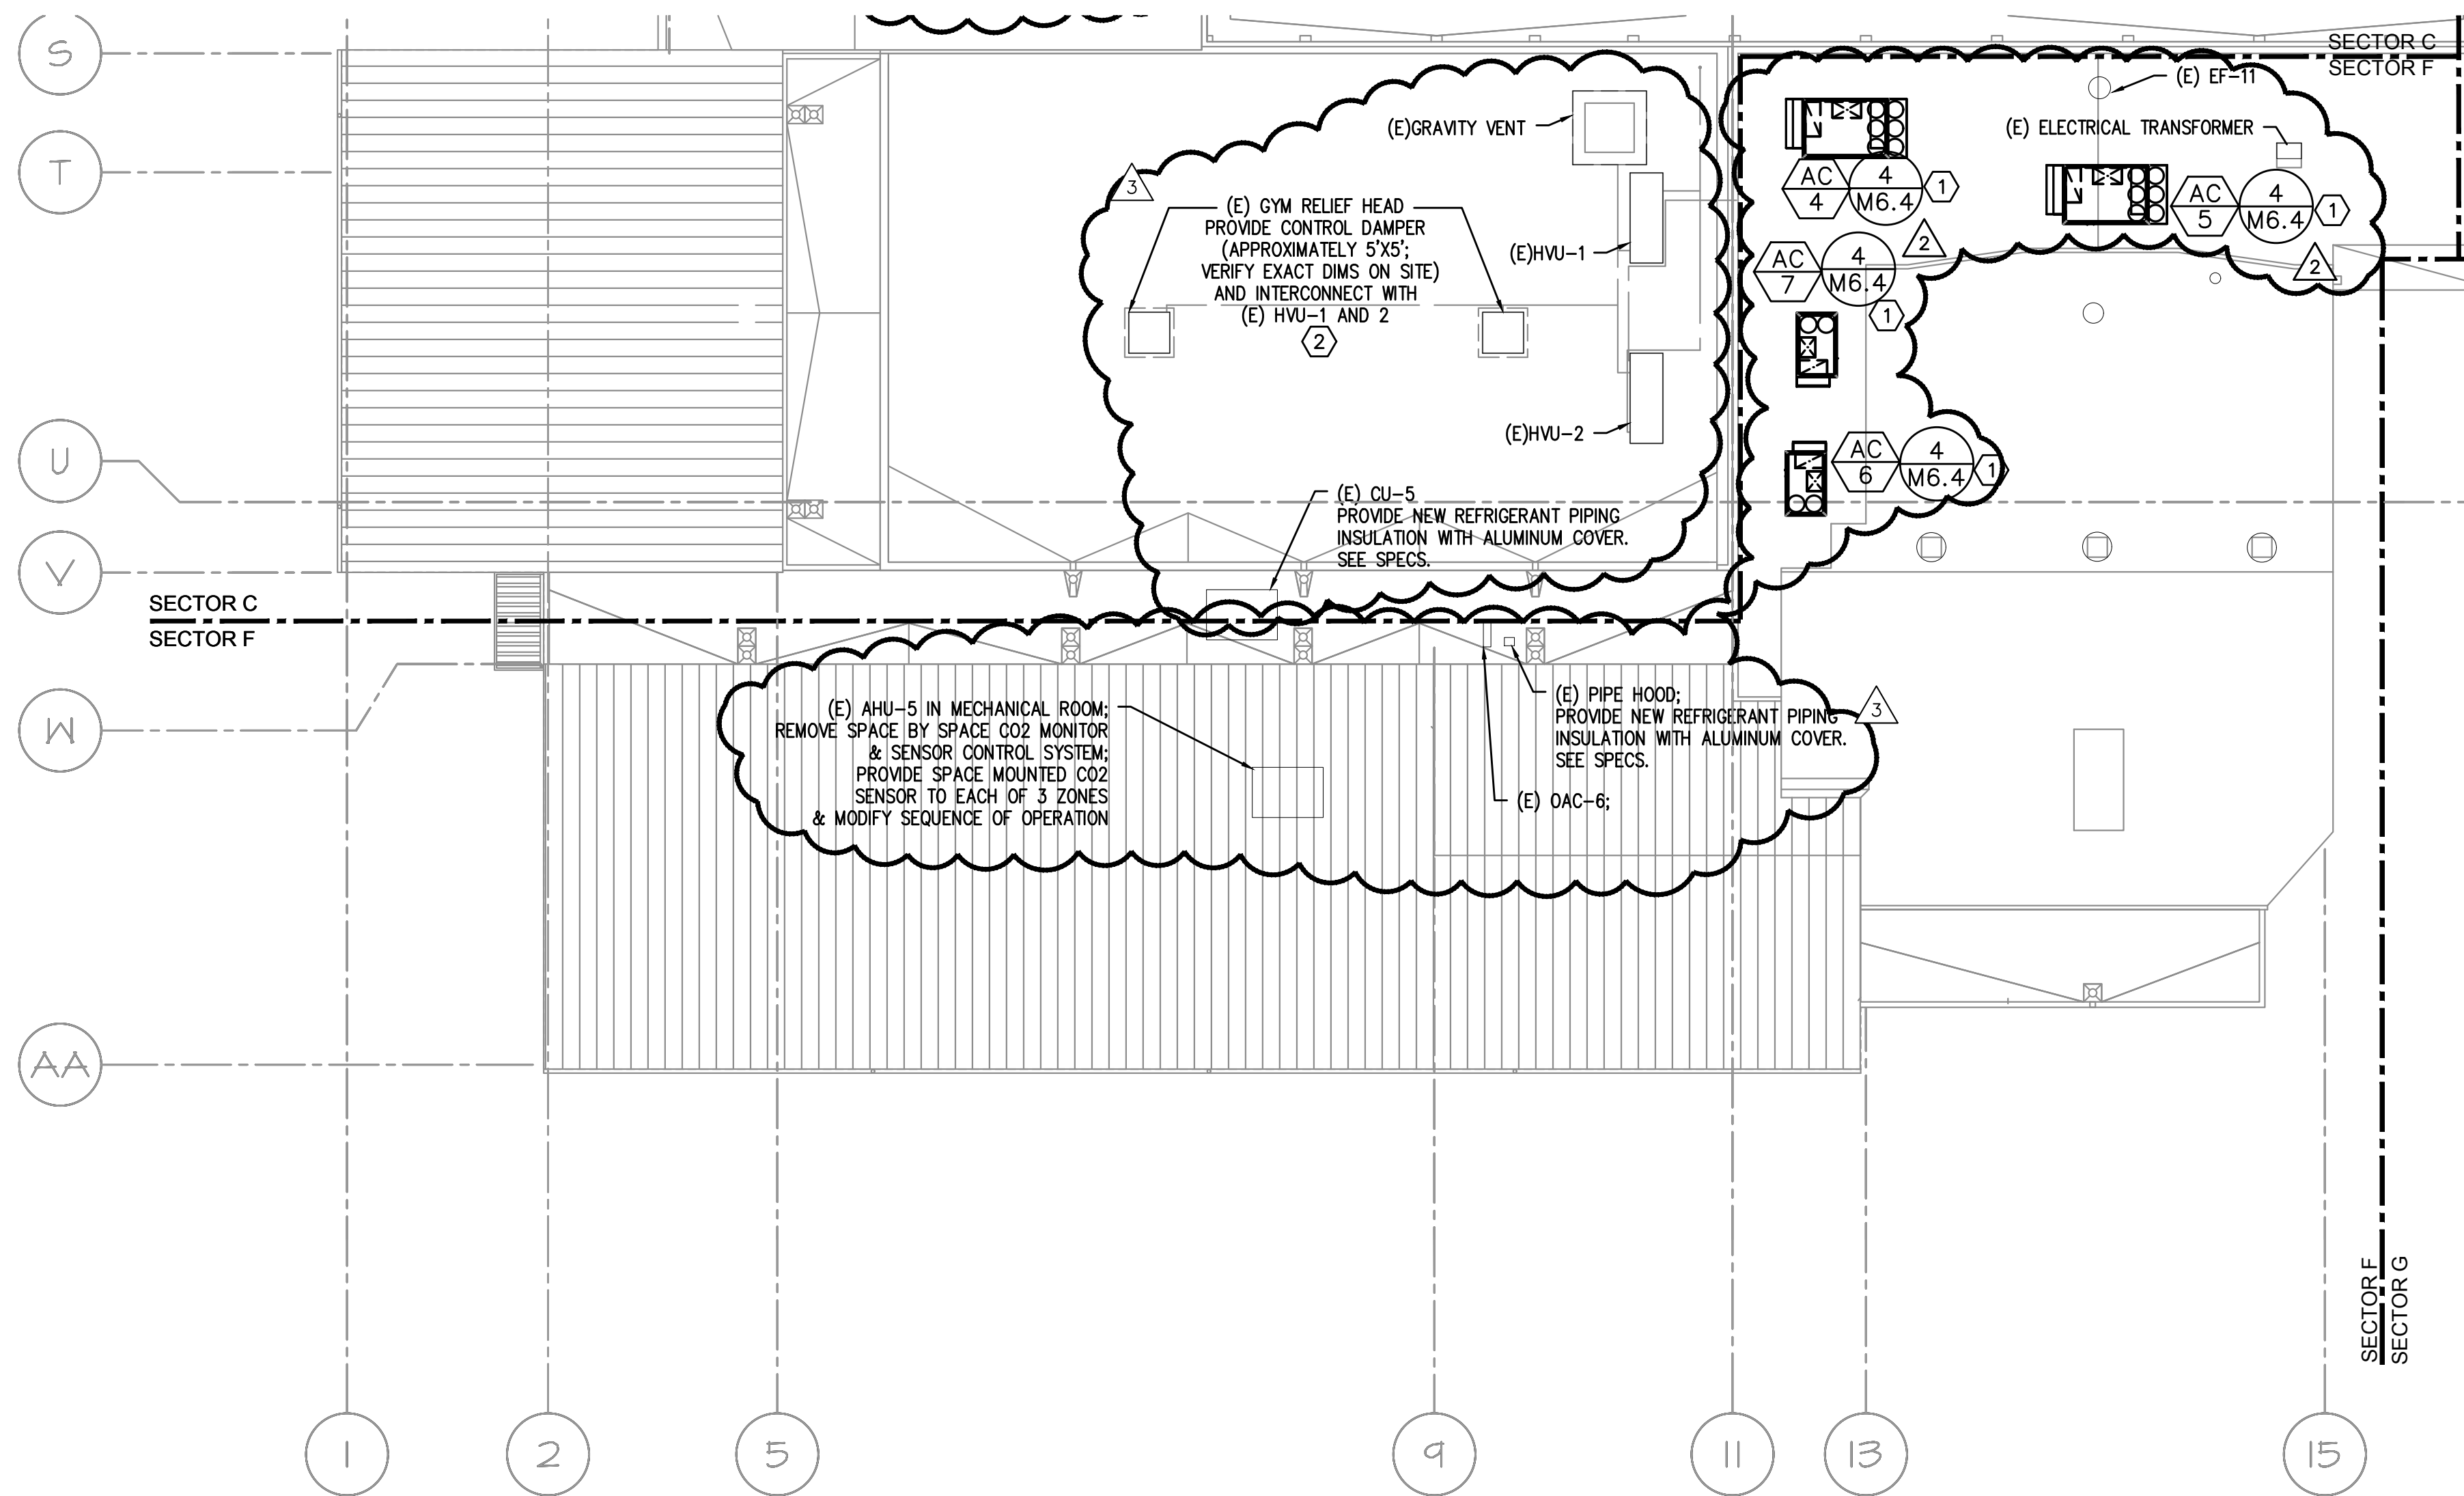 S
T
U
V
W
AA
SECTOR C
SECTOR F
(E) EF-11
(E) ELECTRICAL TRANSFORMER
(E)GRAVITY VENT
3
(E) GYM RELIEF HEAD
PROVIDE CONTROL DAMPER
(APPROXIMATELY 5'X5';
VERIFY EXACT DIMS ON SITE)
AND INTERCONNECT WITH
(E) HVU-1 AND 2
2
(E)HVU-1
(E)HVU-2
AC
4
4
M6.4
1
AC
5
4
M6.4
1
2
2
AC
7
4
M6.4
1
AC
6
4
M6.4
1
(E) CU-5
PROVIDE NEW REFRIGERANT PIPING
INSULATION WITH ALUMINUM COVER.
SEE SPECS.
SECTOR C
SECTOR F
(E) AHU-5 IN MECHANICAL ROOM;
REMOVE SPACE BY SPACE CO2 MONITOR
& SENSOR CONTROL SYSTEM;
PROVIDE SPACE MOUNTED CO2
SENSOR TO EACH OF 3 ZONES
& MODIFY SEQUENCE OF OPERATION
(E) PIPE HOOD;
PROVIDE NEW REFRIGERANT PIPING
INSULATION WITH ALUMINUM COVER.
SEE SPECS.
3
(E) OAC-6;
SECTOR F
SECTOR G
1
2
5
9
11
13
15